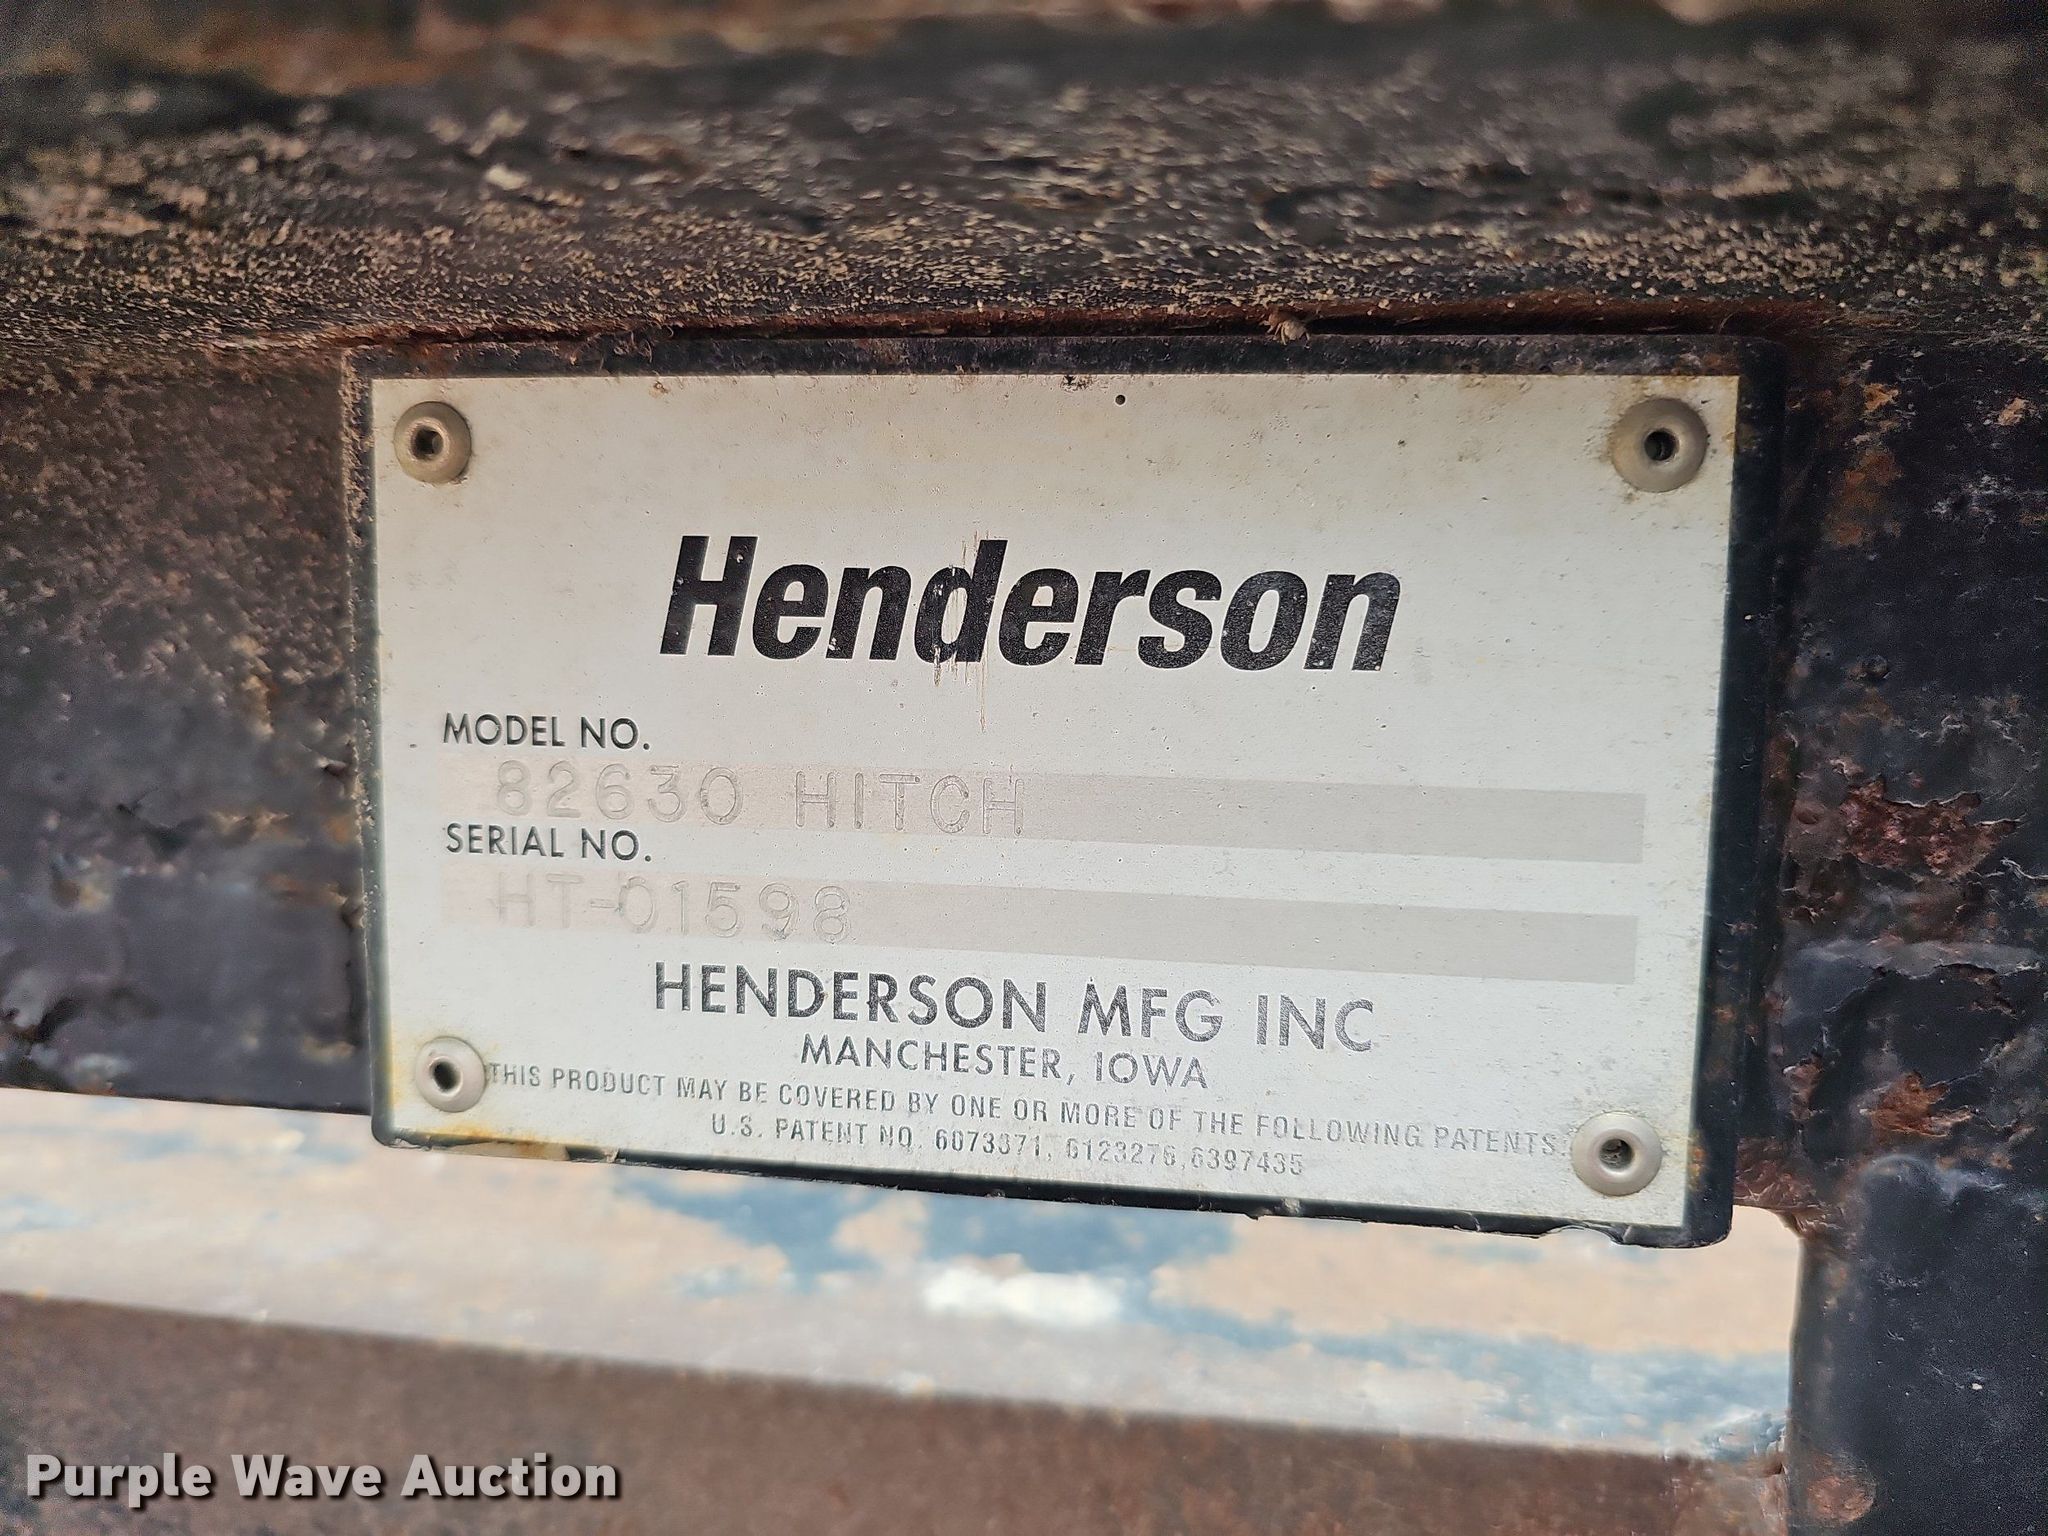 Henderson
MODEL NO.
82630 HITCH
SERIAL NO.
HT-01598
HENDERSON MFG INC
MANCHESTER, IOWA
THIS PRODUCT MAY BE COVERED BY ONE OR MORE OF THE FOLLOWING PATENTS.
U.S. PATENT NO. 6073871, 6123276,6397435
Purple Wave Auction